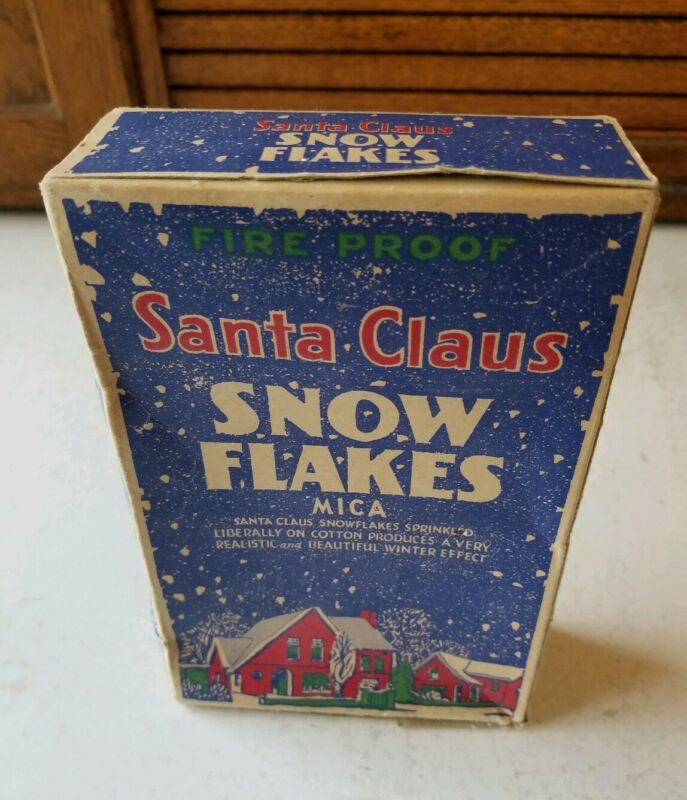 Santa Claus
SNOW
FLAKES
FIRE PROOF
Santa Claus
SNOW
FLAKES
MICA
SANTA CLAUS SNOWFLAKES SPRINKLED
LIBERALLY ON COTTON PRODUCES A VERY
REALISTIC and BEAUTIFUL WINTER EFFECT